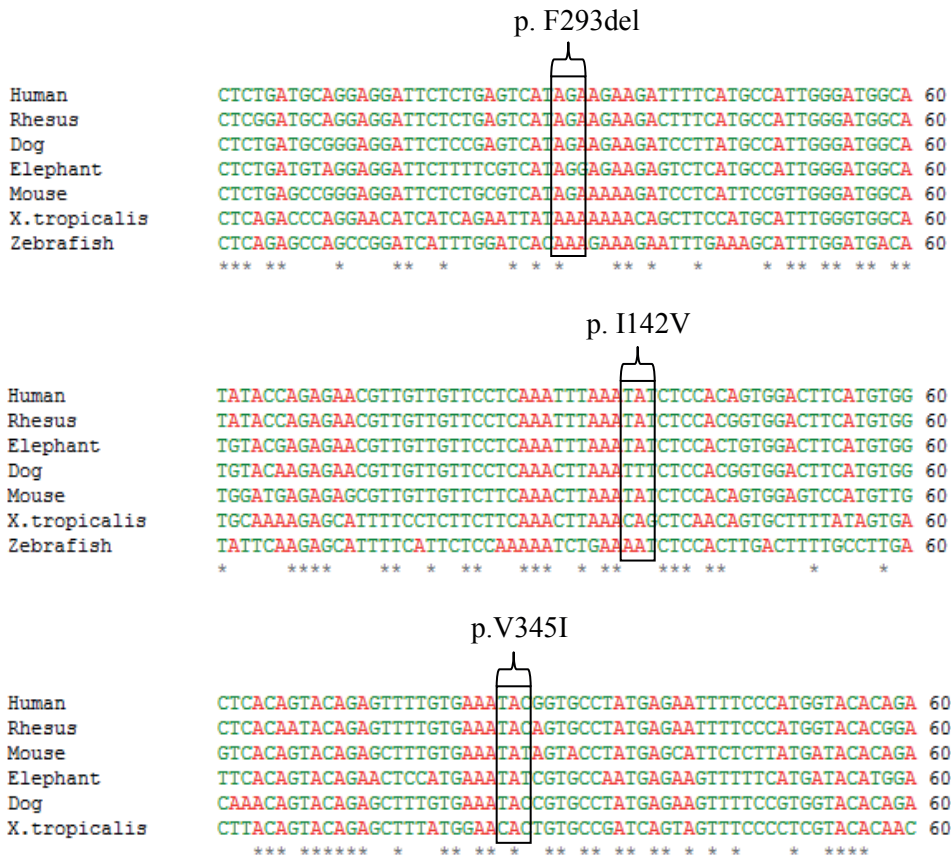 p. F293del
Human CTCTGATGCAGGAGGATTCTCTGAGTCATAGAAGAAGATTTTCATGCCATTGGGATGGCA 60
Rhesus CTCGGATGCAGGAGGATTCTCTGAGTCATAGAAGAAGACTTTCATGCCATTGGGATGGCA 60
Dog CTCTGATGCGGGAGGATTCTCCGAGTCATAGAAGAAGATCCTTATGCCATTGGGATGGCA 60
Elephant CTCTGATGTAGGAGGATTCTTTTCGTCATAGGAGAAGAGTCTCATGCCATTGGGATGGCA 60
Mouse CTCTGAGCCGGGAGGATTCTCTGCGTCATAGAAAAAGATCCTCATTCCGTTGGGATGGCA 60
X.tropicalis CTCAGACCCAGGAACATCATCAGAATTATAAAAAAACAGCTTCCATGCATTTGGGTGGCA 60
Zebrafish CTCAGAGCCAGCCGGATCATTTGGATCACAAAGAAAGAATTTGAAAGCATTTGGATGACA 60
*** ** * ** * * * * ** * * * ** ** ** **
p. I142V
Human TATACCAGAGAACGTTGTTGTTCCTCAAATTTAAATATCTCCACAGTGGACTTCATGTGG 60
Rhesus TATACCAGAGAACGTTGTTGTTCCTCAAATTTAAATATCTCCACGGTGGACTTCATGTGG 60
Elephant TGTACGAGAGAACGTTGTTGTTCCTCAAATTTAAATATCTCCACTGTGGACTTCATGTGG 60
Dog TGTACAAGAGAACGTTGTTGTTCCTCAAACTTAAATTTCTCCACGGTGGACTTCATGTGG 60
Mouse TGGATGAGAGAGCGTTGTTGTTCTTCAAACTTAAATATCTCCACAGTGGAGTCCATGTTG 60
X.tropicalis TGCAAAAGAGCATTTTCCTCTTCTTCAAACTTAAACAGCTCAACAGTGCTTTTATAGTGA 60
Zebrafish TATTCAAGAGCATTTTCATTCTCCAAAAATCTGAAAATCTCCACTTGACTTTTGCCTTGA 60
* **** ** * ** *** * ** *** ** * *
p.V345I
Human CTCACAGTACAGAGTTTTGTGAAATACGGTGCCTATGAGAATTTTCCCATGGTACACAGA 60
Rhesus CTCACAATACAGAGTTTTGTGAAATACAGTGCCTATGAGAATTTTCCCATGGTACACGGA 60
Mouse GTCACAGTACAGAGCTTTGTGAAATATAGTACCTATGAGCATTCTCTTATGATACACAGA 60
Elephant TTCACAGTACAGAACTCCATGAAATATCGTGCCAATGAGAAGTTTTTCATGATACATGGA 60
Dog CAAACAGTACAGAGCTTTGTGAAATACCGTGCCTATGAGAAGTTTTCCGTGGTACACAGA 60
X.tropicalis CTTACAGTACAGAGCTTTATGGAACACTGTGCCGATCAGTAGTTTCCCCTCGTACACAAC 60
*** ****** * ** ** * ** ** ** ** * * * ****